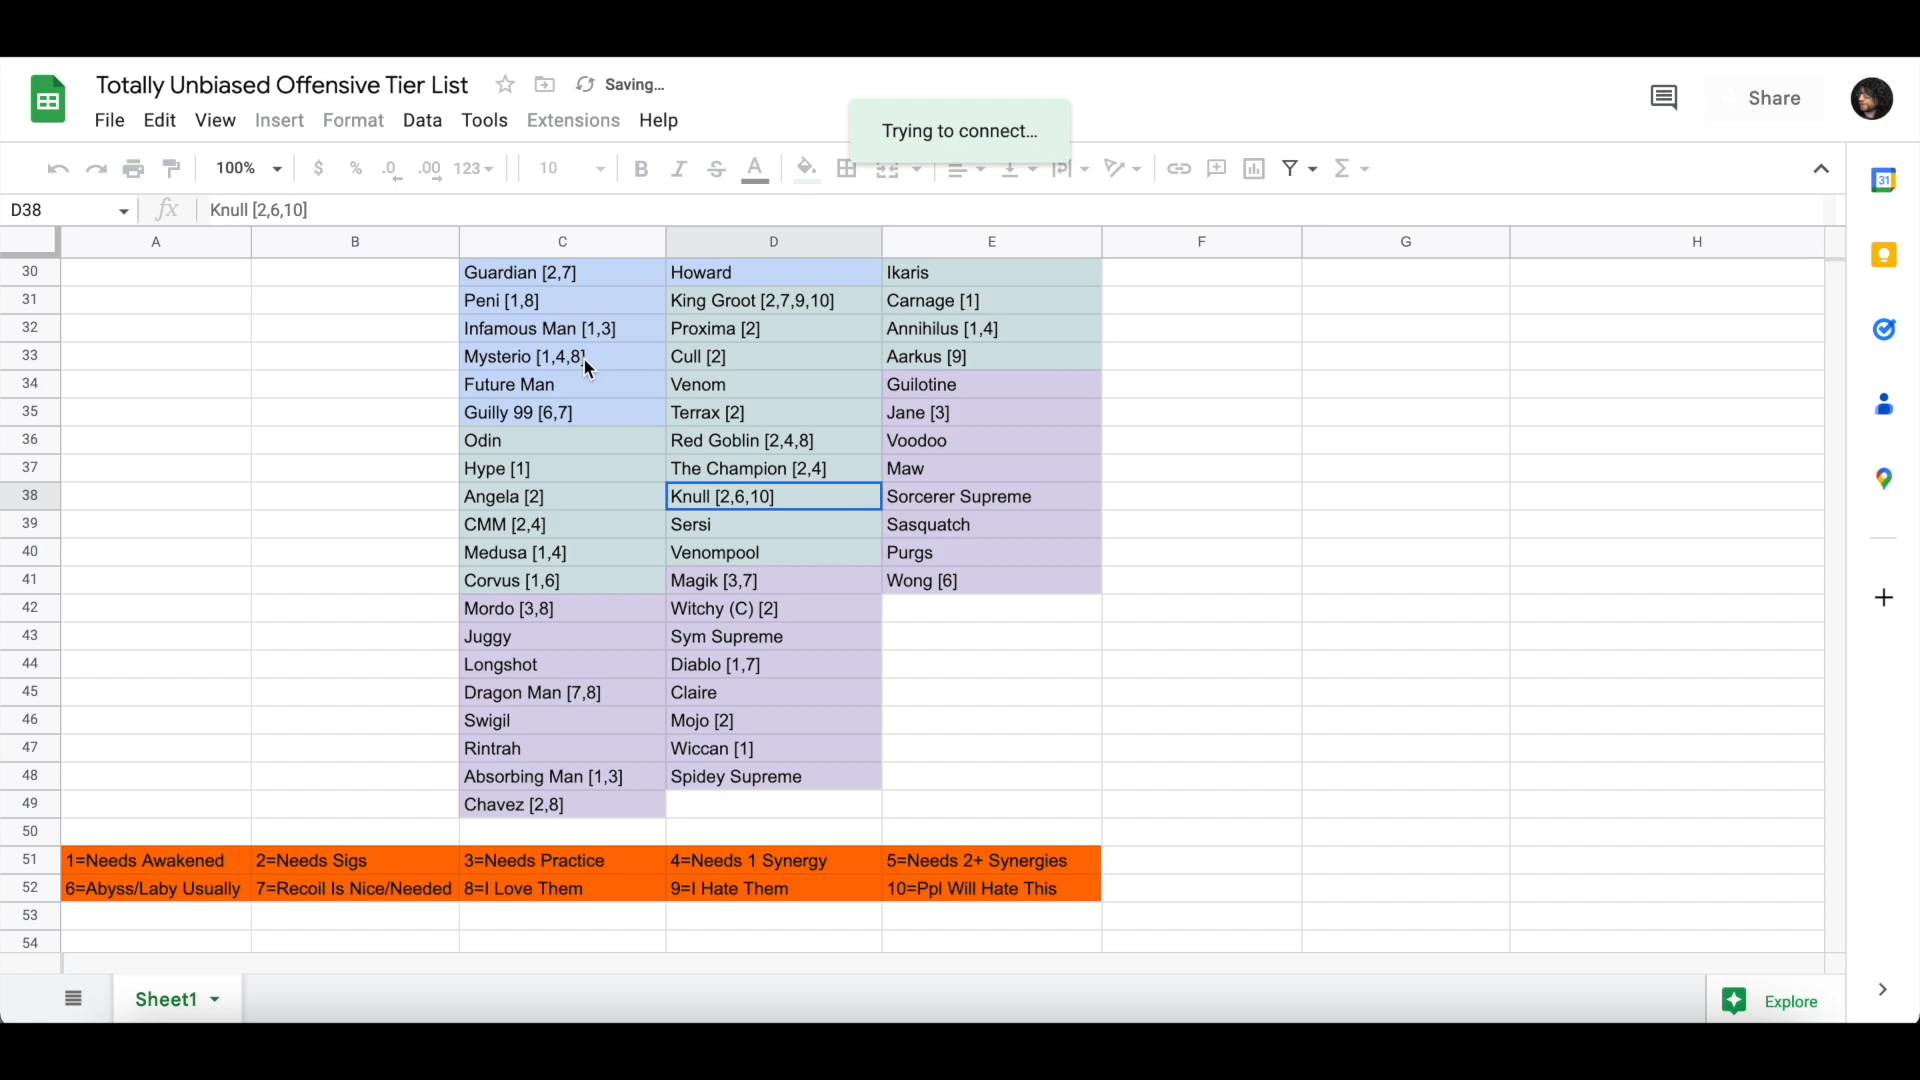 Totally Unbiased Offensive Tier List
Saving...
Share
File Edit View Insert Format Data Tools Extensions Help
Trying to connect...
100% $ % .0 .00 123 10 B I S A
D38 fx Knull [2,6,10]
A B C D E F G H
30 Guardian [2,7] Howard Ikaris
31 Peni [1,8] King Groot [2,7,9,10] Carnage [1]
32 Infamous Man [1,3] Proxima [2] Annihilus [1,4]
33 Mysterio [1,4,8] Cull [2] Aarkus [9]
34 Future Man Venom Guilotine
35 Guilly 99 [6,7] Terrax [2] Jane [3]
36 Odin Red Goblin [2,4,8] Voodoo
37 Hype [1] The Champion [2,4] Maw
38 Angela [2] Knull [2,6,10] Sorcerer Supreme
39 CMM [2,4] Sersi Sasquatch
40 Medusa [1,4] Venompool Purgs
41 Corvus [1,6] Magik [3,7] Wong [6]
42 Mordo [3,8] Witchy (C) [2]
43 Juggy Sym Supreme
44 Longshot Diablo [1,7]
45 Dragon Man [7,8] Claire
46 Swigil Mojo [2]
47 Rintrah Wiccan [1]
48 Absorbing Man [1,3] Spidey Supreme
49 Chavez [2,8]
50
51 1=Needs Awakened 2=Needs Sigs 3=Needs Practice 4=Needs 1 Synergy 5=Needs 2+ Synergies
52 6=Abyss/Laby Usually 7=Recoil Is Nice/Needed 8=I Love Them 9=I Hate Them 10=Ppl Will Hate This
53
54
Sheet1
Explore
31